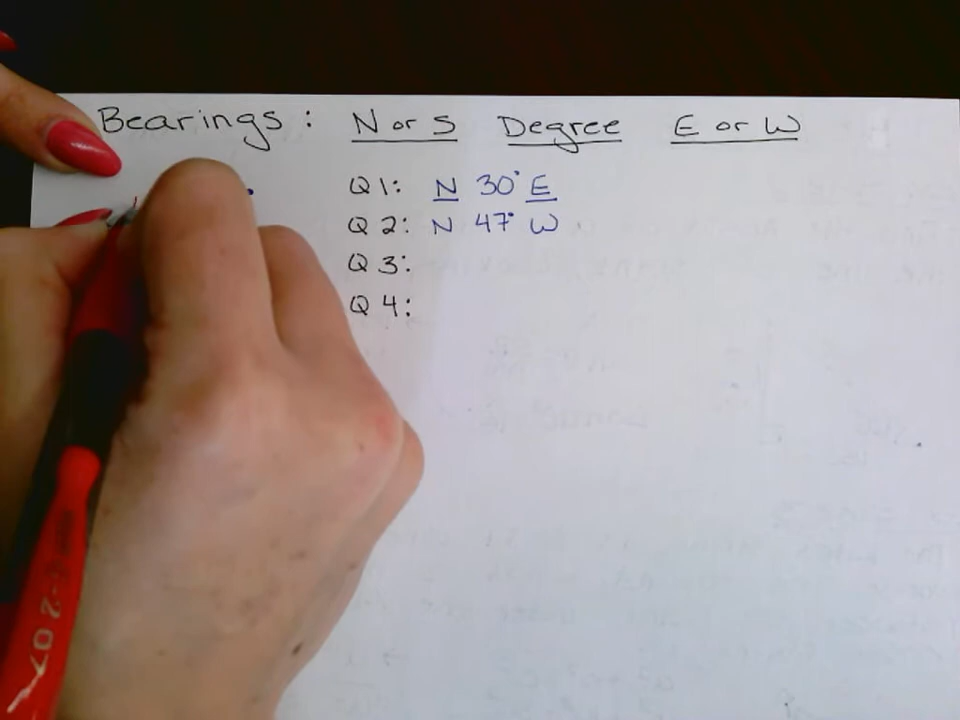 Bearings: N or S Degree E or W
Q1: N 30° E
Q2: N 47° W
Q3:
Q4: